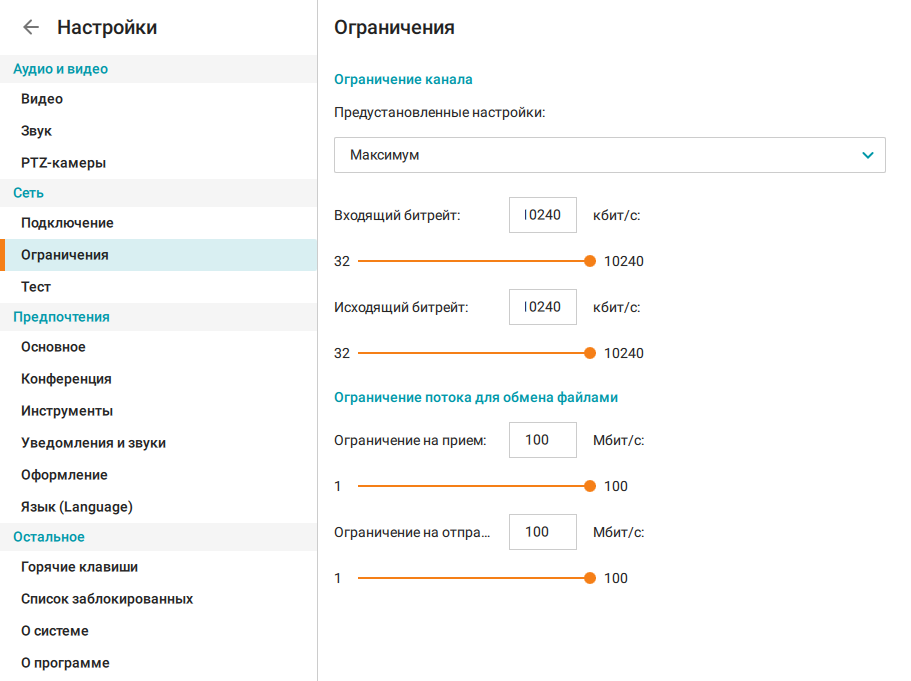 Настройки
Аудио и видео
Видео
Звук
PTZ-камеры
Сеть
Подключение
Ограничения
Тест
Предпочтения
Основное
Конференция
Инструменты
Уведомления и звуки
Оформление
Язык (Language)
Остальное
Горячие клавиши
Список заблокированных
О системе
О программе
Ограничения
Ограничение канала
Предустановленные настройки:
Максимум
Входящий битрейт: 10240 кбит/с:
32 10240
Исходящий битрейт: 10240 кбит/с:
32 10240
Ограничение потока для обмена файлами
Ограничение на прием: 100 Мбит/с:
1 100
Ограничение на отпра... 100 Мбит/с:
1 100